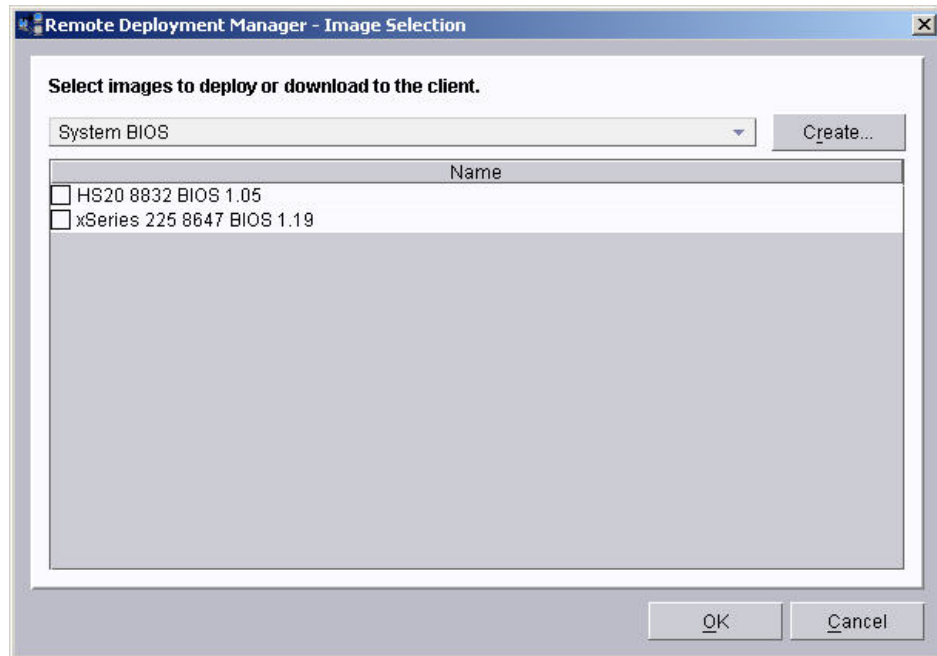 Remote Deployment Manager - Image Selection
Select images to deploy or download to the client.
System BIOS
Create...
Name
HS20 8832 BIOS 1.05
xSeries 225 8647 BIOS 1.19
OK
Cancel